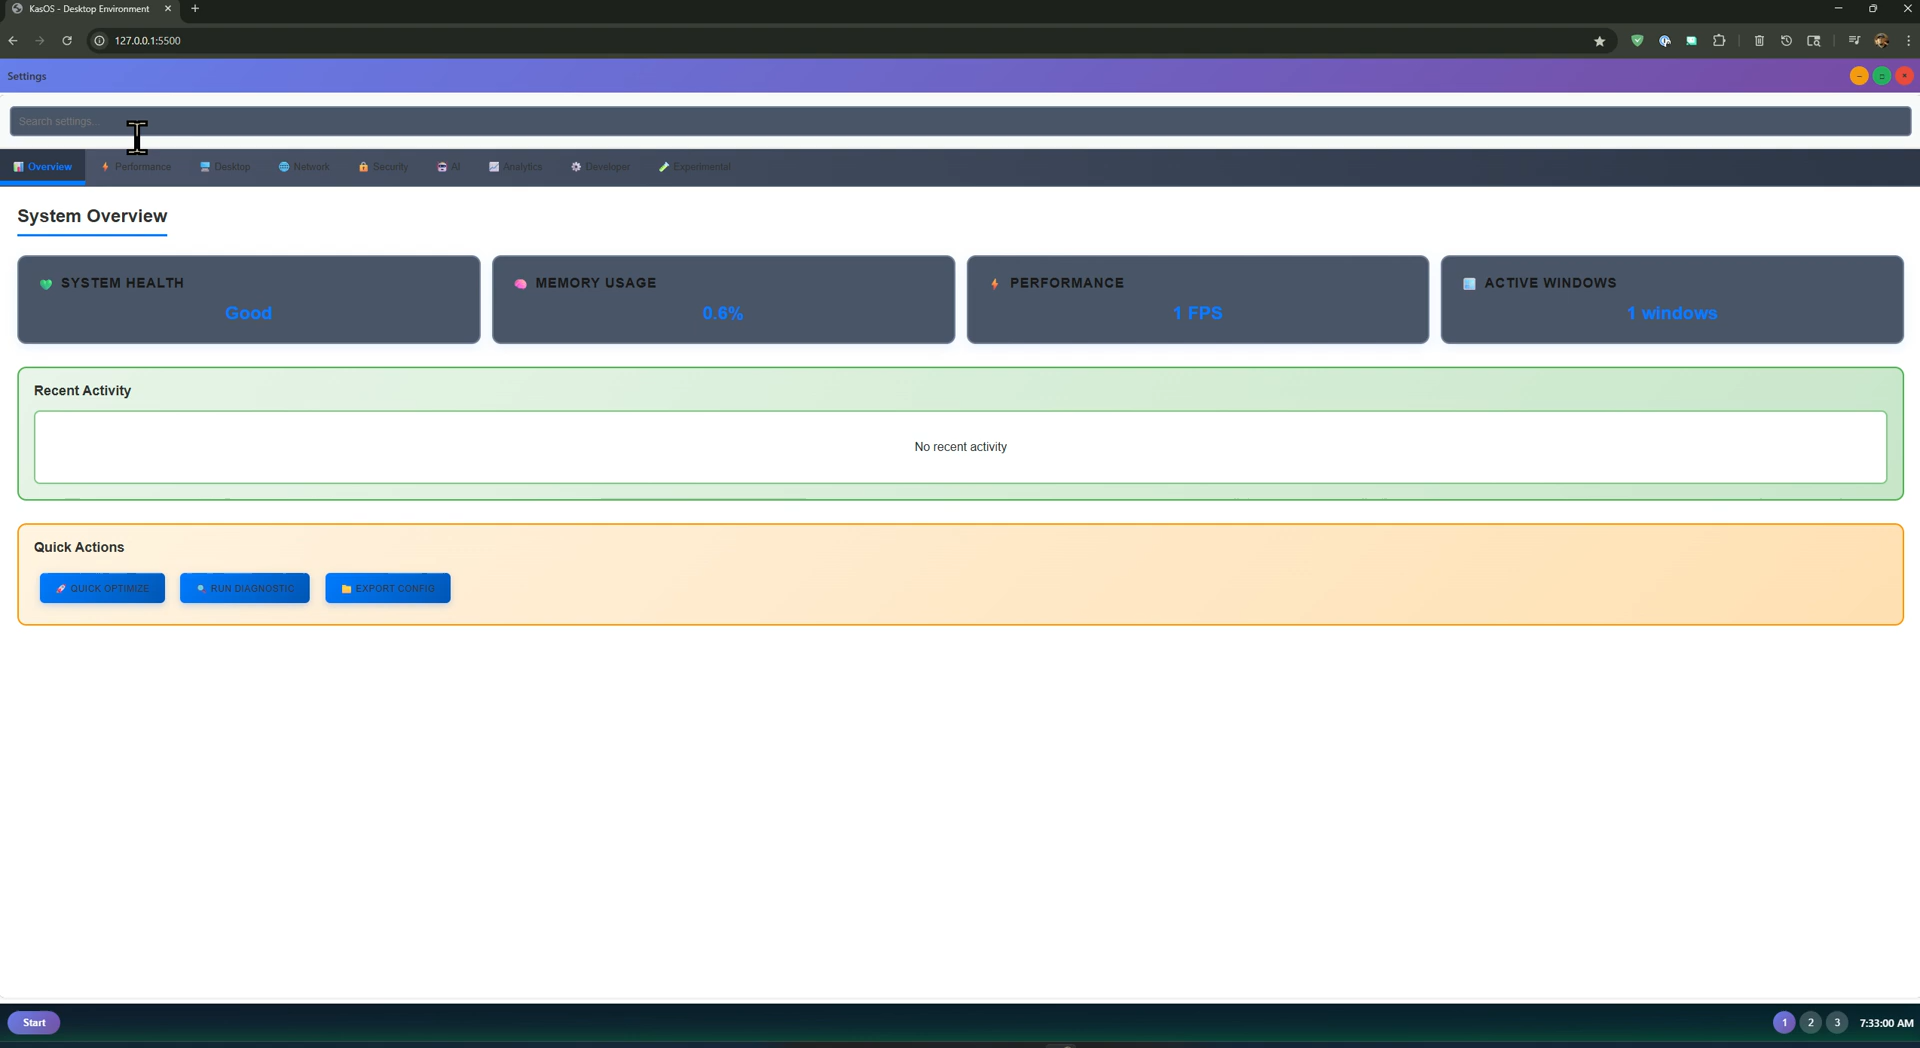 KasOS - Desktop Environment
127.0.0.1:5500
Settings
Search settings...
Overview Performance Desktop Network Security AI Analytics Developer Experimental
System Overview
SYSTEM HEALTH
Good
MEMORY USAGE
0.6%
PERFORMANCE
1 FPS
ACTIVE WINDOWS
1 windows
Recent Activity
No recent activity
Quick Actions
QUICK OPTIMIZE RUN DIAGNOSTIC EXPORT CONFIG
Start 1 2 3 7:33:00 AM